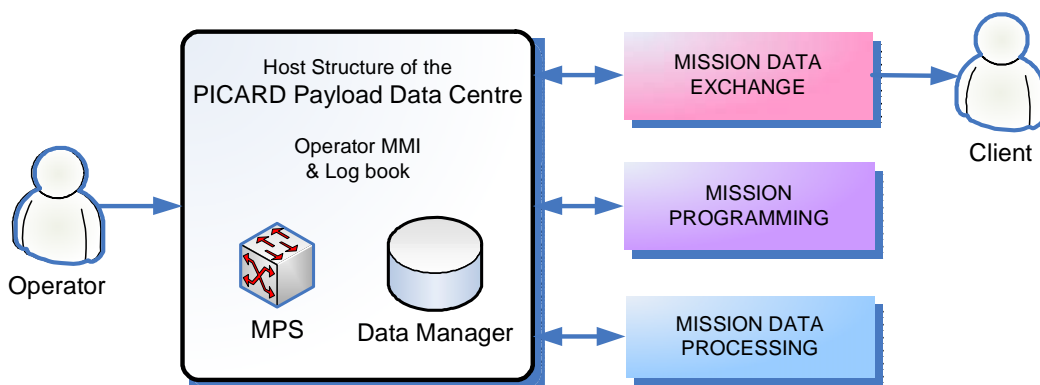 Host Structure of the
PICARD Payload Data Centre
Operator MMI
& Log book
MPS
Data Manager
Operator
MISSION DATA
EXCHANGE
MISSION
PROGRAMMING
MISSION DATA
PROCESSING
Client